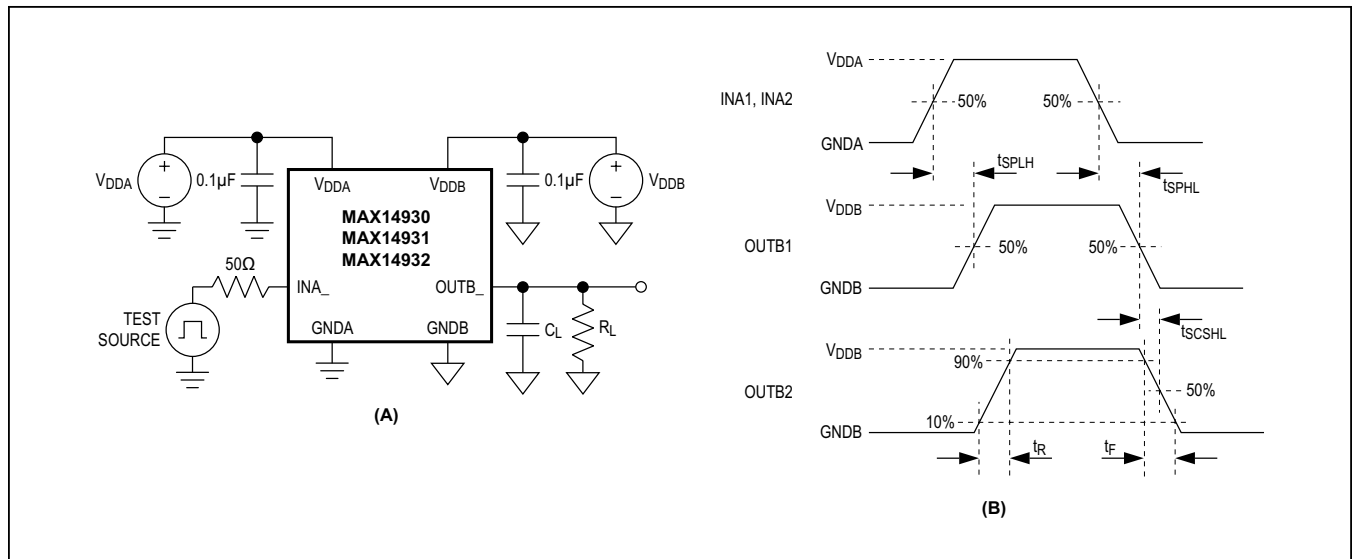 VDDA
0.1µF
0.1µF
VDDB
VDDA
VDDB
MAX14930
MAX14931
MAX14932
50Ω
INA_
OUTB_
TEST
SOURCE
GNDA
GNDB
CL
RL
(A)
VDDA
INA1, INA2
50%
50%
GNDA
tSPLH
tSPHL
VDDB
OUTB1
50%
50%
GNDB
tSCSHL
VDDB
90%
OUTB2
50%
10%
GNDB
tR
tF
(B)